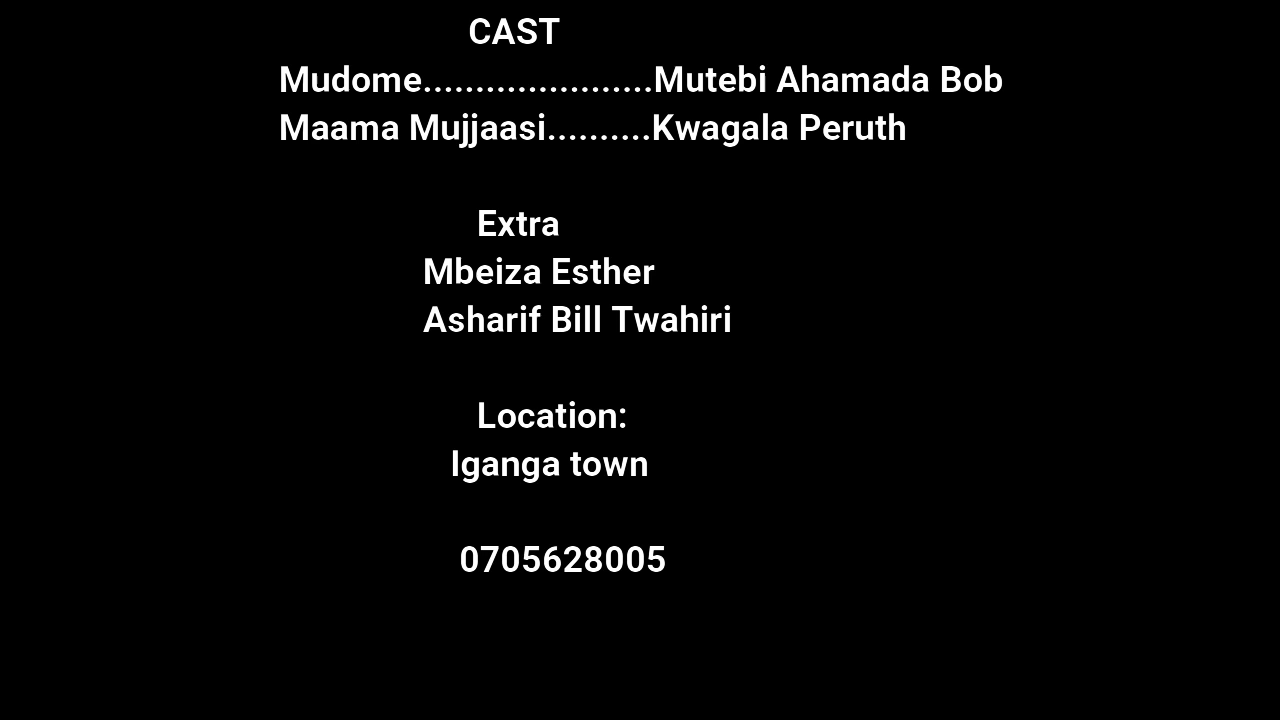 CAST
Mudome......................Mutebi Ahamada Bob
Maama Mujjaasi..........Kwagala Peruth
Extra
Mbeiza Esther
Asharif Bill Twahiri
Location:
Iganga town
0705628005